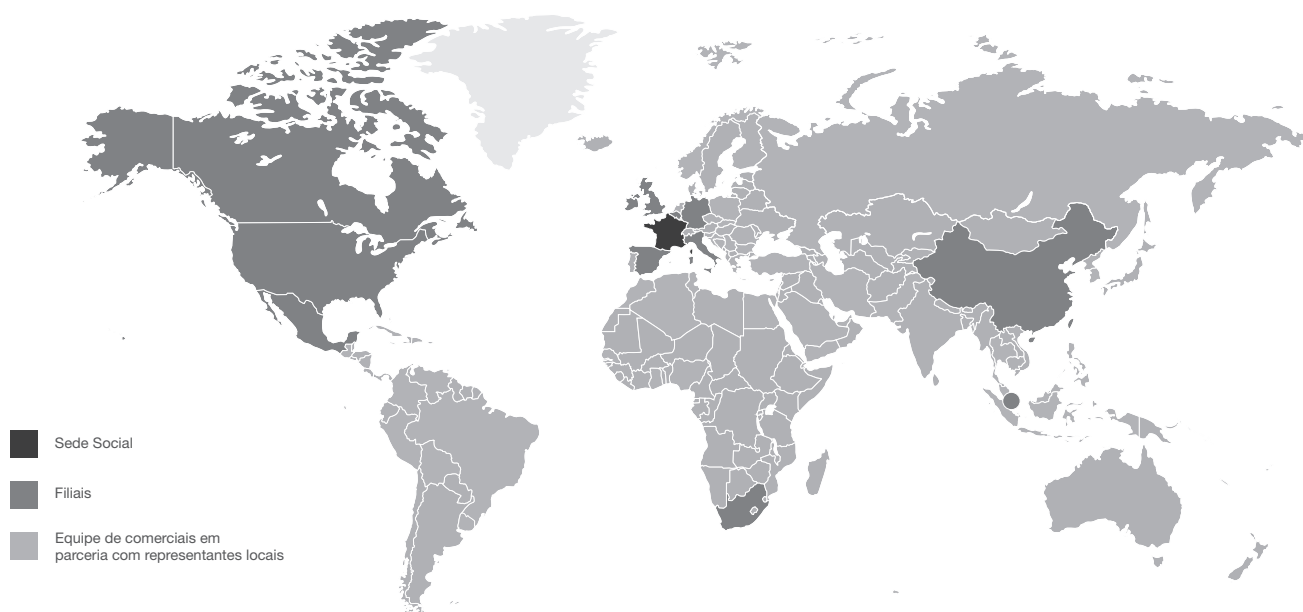 Sede Social
Filiais
Equipe de comerciais em
parceria com representantes locais